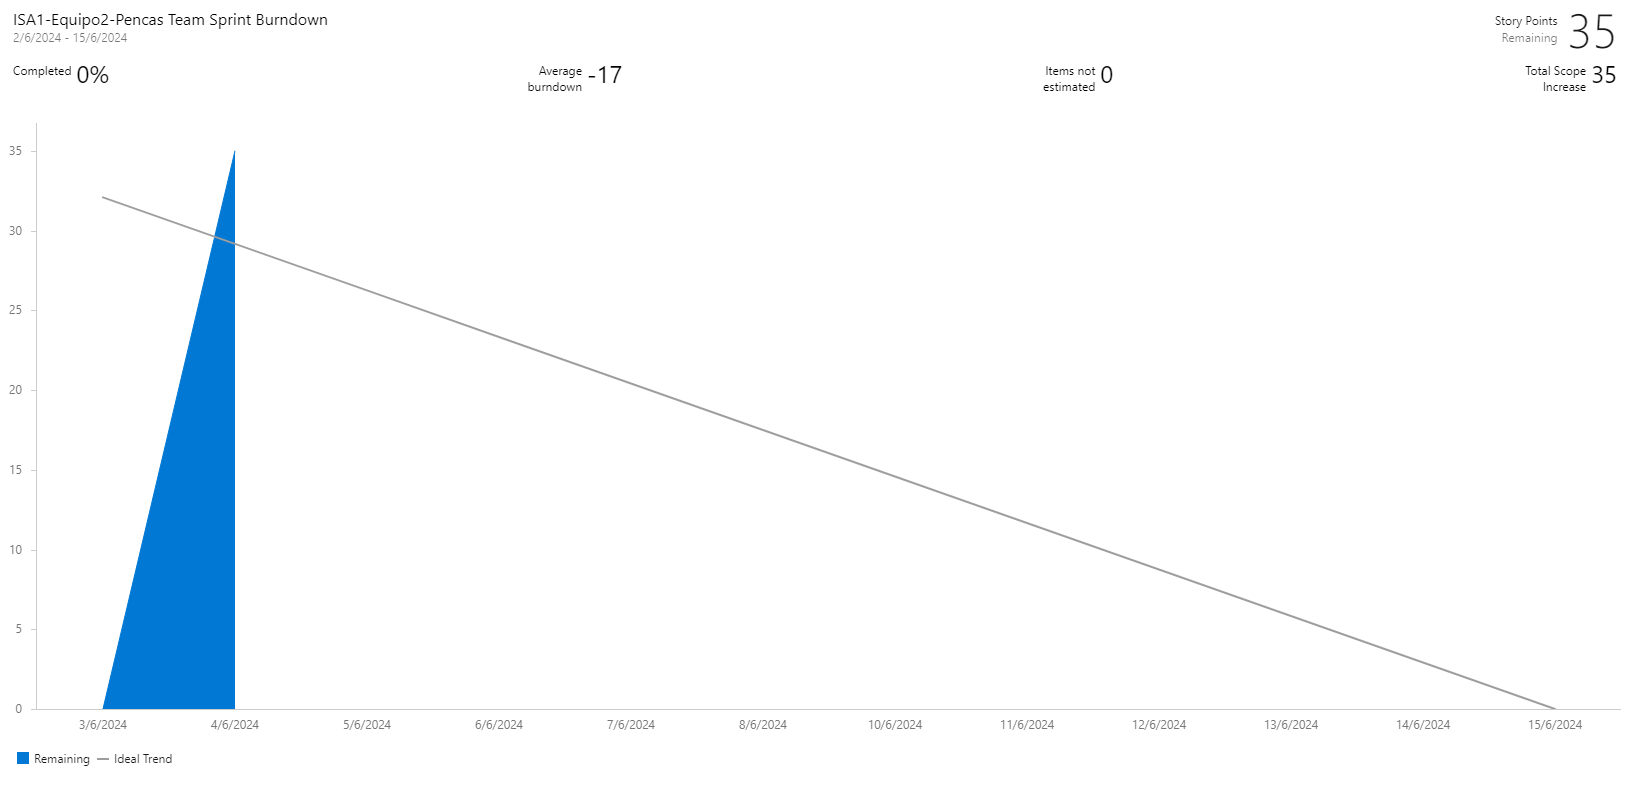 ISA1-Equipo2-Pencas Team Sprint Burndown
2/6/2024 - 15/6/2024
Story Points
Remaining
35
Completed 0%
Average
burndown
-17
Items not
estimated
0
Total Scope
Increase
35
35
30
25
20
15
10
5
0
3/6/2024 4/6/2024 5/6/2024 6/6/2024 7/6/2024 8/6/2024 10/6/2024 11/6/2024 12/6/2024 13/6/2024 14/6/2024 15/6/2024
Remaining Ideal Trend